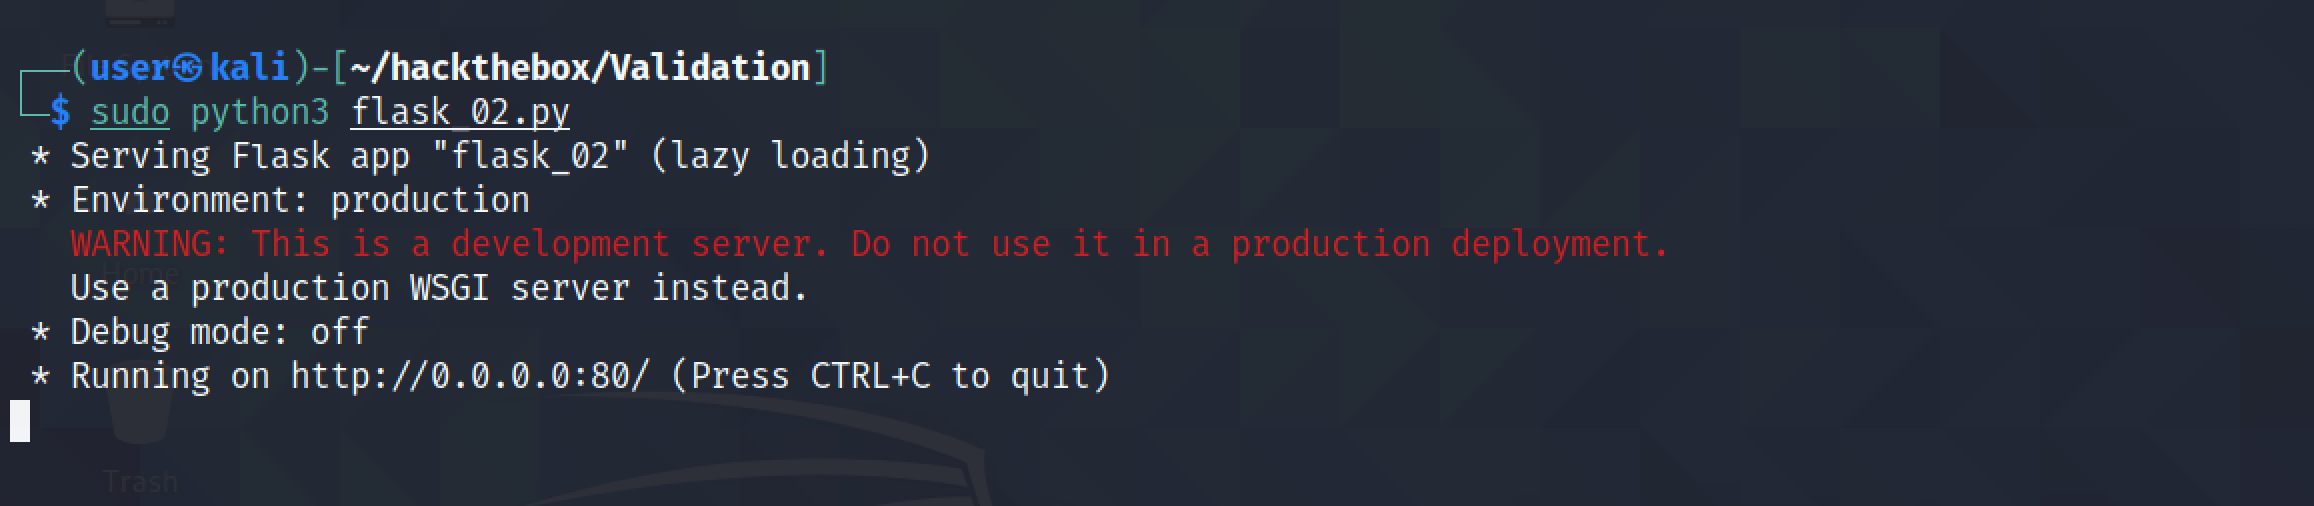 (user㉿kali)-[~/hackthebox/Validation]
$ sudo python3 flask_02.py
* Serving Flask app "flask_02" (lazy loading)
* Environment: production
WARNING: This is a development server. Do not use it in a production deployment.
Home
Use a production WSGI server instead.
* Debug mode: off
* Running on http://0.0.0.0:80/ (Press CTRL+C to quit)
Trash